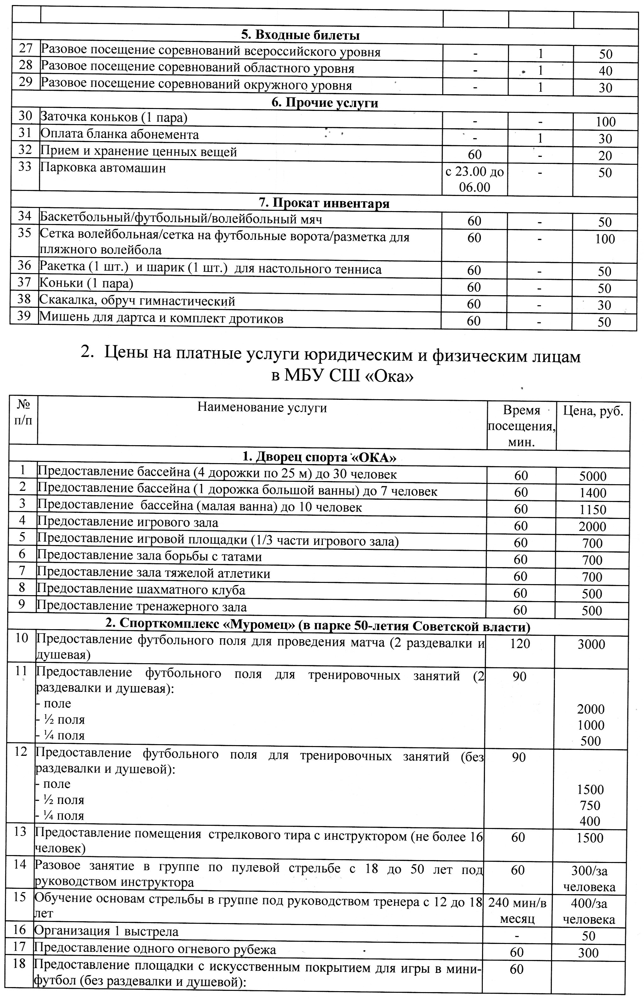 5. Входные билеты
27 Разовое посещение соревнований всероссийского уровня - 1 50
28 Разовое посещение соревнований областного уровня - 1 40
29 Разовое посещение соревнований окружного уровня - 1 30
6. Прочие услуги
30 Заточка коньков (1 пара) - - 100
31 Оплата бланка абонемента - 1 30
32 Прием и хранение ценных вещей 60 - 20
33 Парковка автомашин с 23.00 до - 50
06.00
7. Прокат инвентаря
34 Баскетбольный/футбольный/волейбольный мяч 60 - 50
35 Сетка волейбольная/сетка на футбольные ворота/разметка для 60 - 100
пляжного волейбола
36 Ракетка (1 шт.) и шарик (1 шт.) для настольного тенниса 60 - 50
37 Коньки (1 пара) 60 - 50
38 Скакалка, обруч гимнастический 60 - 30
39 Мишень для дартса и комплект дротиков 60 - 50
2. Цены на платные услуги юридическим и физическим лицам
в МБУ СШ «Ока»
№ Наименование услуги Время Цена, руб.
п/п посещения,
мин.
1. Дворец спорта «ОКА»
1 Предоставление бассейна (4 дорожки по 25 м) до 30 человек 60 5000
2 Предоставление бассейна (1 дорожка большой ванны) до 7 человек 60 1400
3 Предоставление бассейна (малая ванна) до 10 человек 60 1150
4 Предоставление игрового зала 60 2000
5 Предоставление игровой площадки (1/3 части игрового зала) 60 700
6 Предоставление зала борьбы с татами 60 700
7 Предоставление зала тяжелой атлетики 60 700
8 Предоставление шахматного клуба 60 500
9 Предоставление тренажерного зала 60 500
2. Спорткомплекс «Муромец» (в парке 50-летия Советской власти)
10 Предоставление футбольного поля для проведения матча (2 раздевалки и 120 3000
душевая)
11 Предоставление футбольного поля для тренировочных занятий (2 90
раздевалки и душевая):
- поле 2000
- ½ поля 1000
- ¼ поля 500
12 Предоставление футбольного поля для тренировочных занятий (без 90
раздевалки и душевой):
- поле 1500
- ½ поля 750
- ¼ поля 400
13 Предоставление помещения стрелкового тира с инструктором (не более 16 60 1500
человек)
14 Разовое занятие в группе по пулевой стрельбе с 18 до 50 лет под 60 300/за
руководством инструктора человека
15 Обучение основам стрельбы в группе под руководством тренера с 12 до 18 240 мин/в 400/за
лет месяц человека
16 Организация 1 выстрела - 50
17 Предоставление одного огневого рубежа 60 300
18 Предоставление площадки с искусственным покрытием для игры в мини- 60
футбол (без раздевалки и душевой):